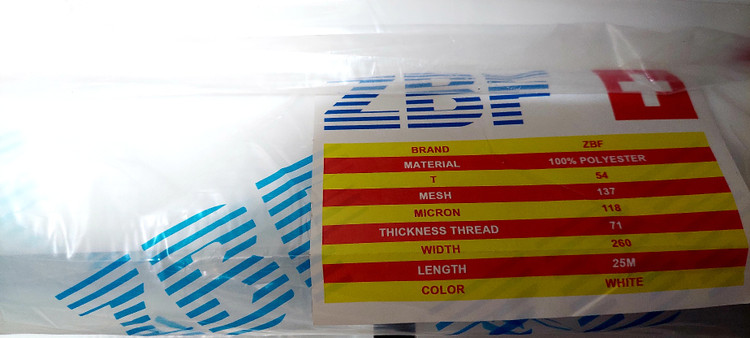 ZBF
BRAND ZBF
MATERIAL 100% POLYESTER
T 54
MESH 137
MICRON 118
THICKNESS THREAD 71
WIDTH 260
LENGTH 25M
COLOR WHITE